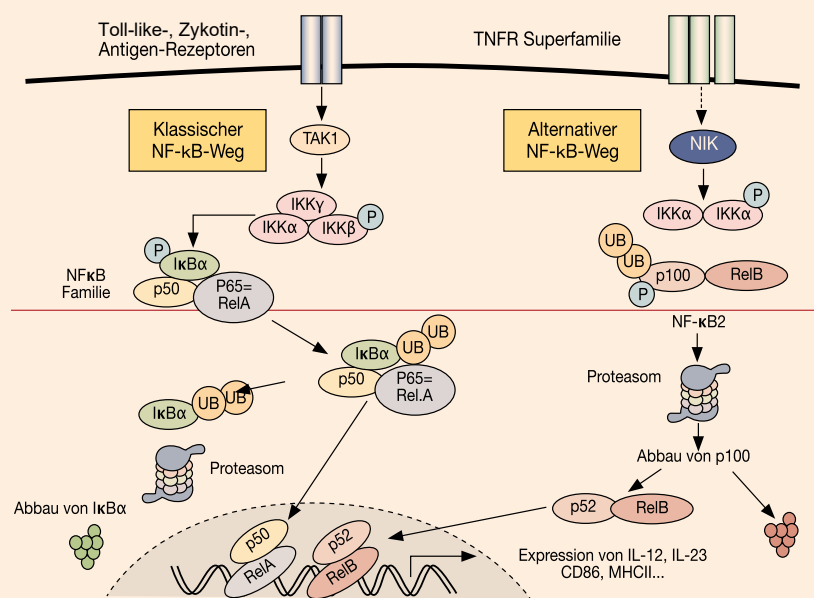 Toll-like-, Zykotin-,
Antigen-Rezeptoren
TNFR Superfamilie
Klassischer
NF-kB-Weg
TAK1
Alternativer
NF-kB-Weg
NIK
IKKγ
IKKα
IKKβ
P
IKKα
IKKα
P
P
IκBα
NFκB
Familie
p50
P65=
RelA
UB
UB
p100
RelB
P
NF-κB2
UB
UB
IκBα
p50
P65=
Rel.A
Proteasom
IκBα
UB
UB
Proteasom
Abbau von p100
Abbau von IκBα
p52
RelB
p50
RelA
p52
RelB
Expression von IL-12, IL-23
CD86, MHCII...